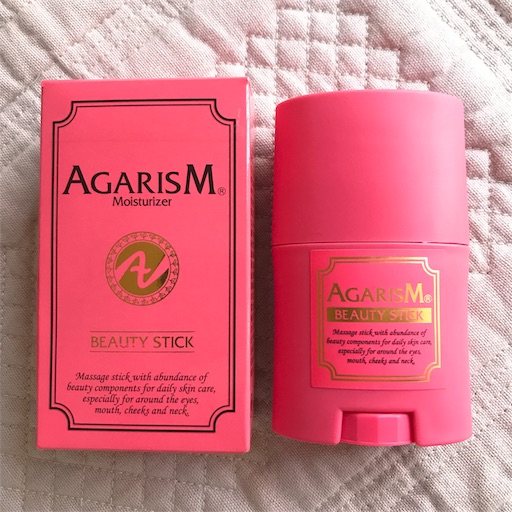 AGARISM®
Moisturizer
BEAUTY STICK
Massage stick with abundance of
beauty components for daily skin care,
especially for around the eyes,
mouth, cheeks and neck.
AGARISM®
BEAUTY STICK
Massage stick with abundance of
beauty components for daily skin care,
especially for around the eyes,
mouth, cheeks and neck.